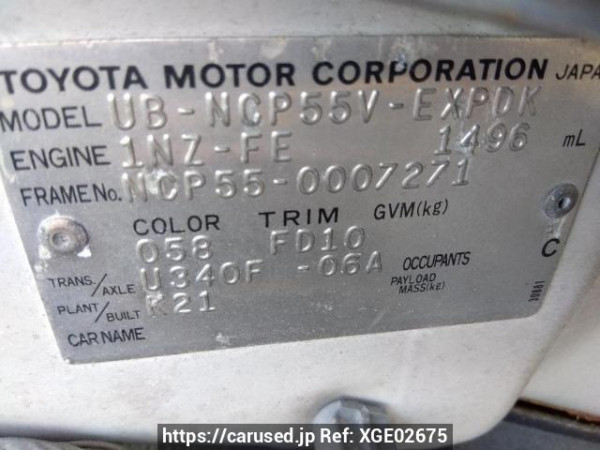 TOYOTA MOTOR CORPORATION JAPA
MODEL UB-NCP55V-EXPDK
ENGINE 1NZ-FE 1496 mL
FRAME No. NCP55-0007271
COLOR TRIM GVM(kg)
058 FD10 C
TRANS./AXLE U340F -06A OCCUPANTS
PLANT/BUILT K21 PAYLOAD MASS(kg)
CAR NAME
30861
https://carused.jp Ref: XGE02675